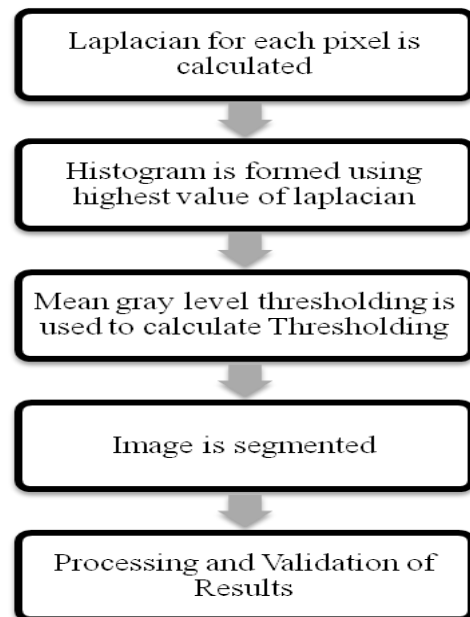 Laplacian for each pixel is
calculated
Histogram is formed using
highest value of laplacian
Mean gray level thresholding is
used to calculate Thresholding
Image is segmented
Processing and Validation of
Results